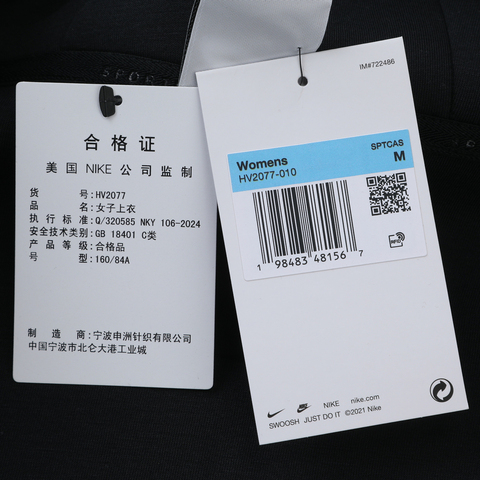 SPORT
合格证
美国 NIKE 公司监制
货号:HV2077
品名:女子上衣
执行标准:Q/320585 NKY 106-2024
安全技术类别:GB 18401 C类
产品等级:合格品
号型:160/84A
制造商:宁波申洲针织有限公司
中国宁波市北仑大港工业城
IM#722486
SPTCAS
Womens M
HV2077-010
1 98483 48156 7
RFID
NIKE nike.com
SWOOSH JUST DO IT ©2021 Nike